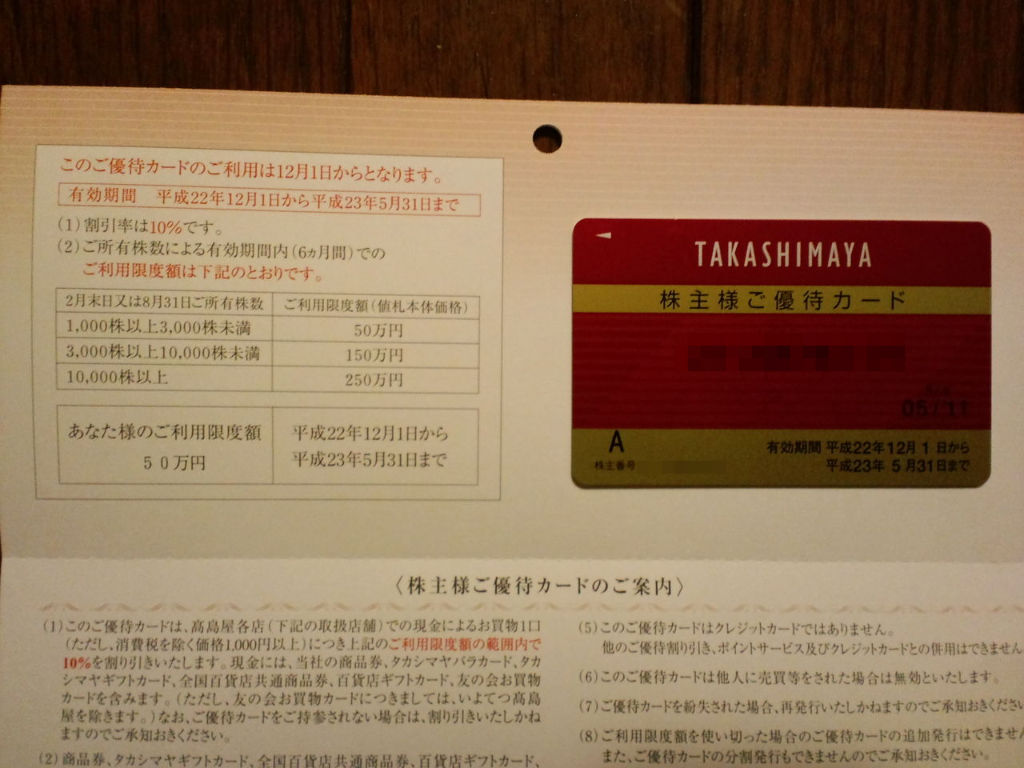 このご優待カードのご利用は12月1日からとなります。
有効期間　平成22年12月1日から平成23年5月31日まで
(1)割引率は10%です。
(2)ご所有株数による有効期間内(6ヵ月間)での
ご利用限度額は下記のとおりです。
2月末日又は8月31日ご所有株数　ご利用限度額(値札本体価格)
1,000株以上3,000株未満　50万円
3,000株以上10,000株未満　150万円
10,000株以上　250万円
あなた様のご利用限度額　平成22年12月1日から
50万円　平成23年5月31日まで
TAKASHIMAYA
株主様ご優待カード
05/11
A
株主番号
有効期間 平成22年12月 1 日から
平成23年 5 月31日まで
〈株主様ご優待カードのご案内〉
(1)このご優待カードは、髙島屋各店(下記の取扱店舗)での現金によるお買物1口
(ただし、消費税を除く価格1,000円以上)につき上記のご利用限度額の範囲内で
10%を割り引きいたします。現金には、当社の商品券、タカシマヤバラカード、タカ
シマヤギフトカード、全国百貨店共通商品券、百貨店ギフトカード、友の会お買物
カードを含みます。(ただし、友の会お買物カードにつきましては、いよてつ髙島
屋を除きます。)なお、ご優待カードをご持参されない場合は、割り引きいたしかね
ますのでご承知おきください。
(2)商品券、タカシマヤギフトカード、全国百貨店共通商品券、百貨店ギフトカード、
(5)このご優待カードはクレジットカードではありません。
他のご優待割り引き、ポイントサービス及びクレジットカードとの併用はできません
(6)このご優待カードは他人に売買等をされた場合は無効といたします。
(7)ご優待カードを紛失された場合、再発行いたしかねますのでご承知おきくださ
(8)ご利用限度額を使い切った場合のご優待カードの追加発行はできませ
また、ご優待カードの分割発行もできませんのでご承知おきください。